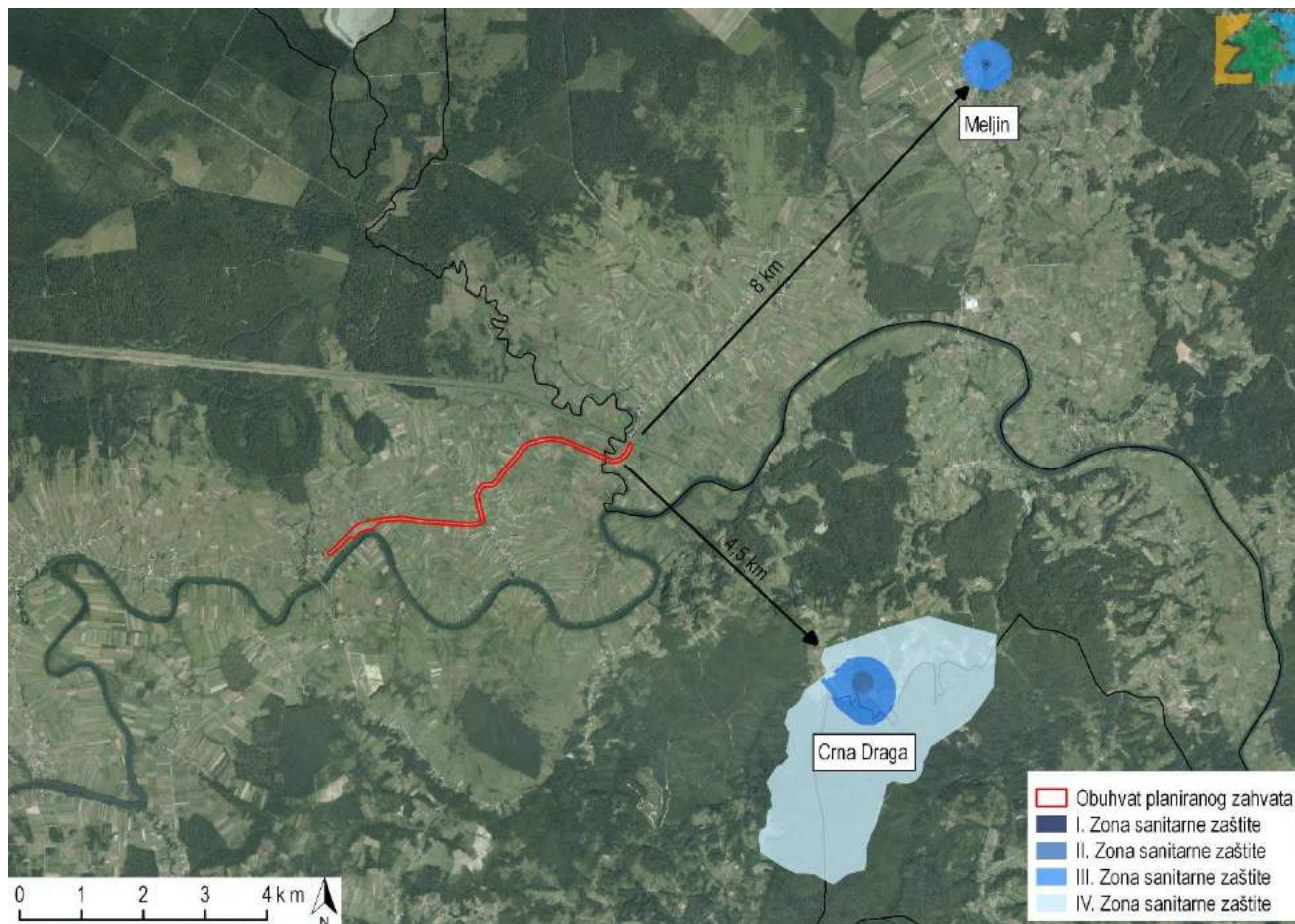 Meljin
8 km
4,5 km
Crna Draga
Obuhvat planiranog zahvata
I. Zona sanitarne zaštite
II. Zona sanitarne zaštite
III. Zona sanitarne zaštite
IV. Zona sanitarne zaštite
0 1 2 3 4 km
N